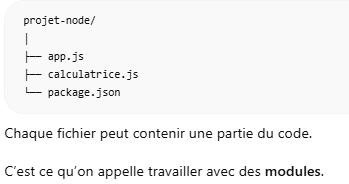 projet-node/
│
├── app.js
├── calculatrice.js
└── package.json
Chaque fichier peut contenir une partie du code.
C’est ce qu’on appelle travailler avec des modules.